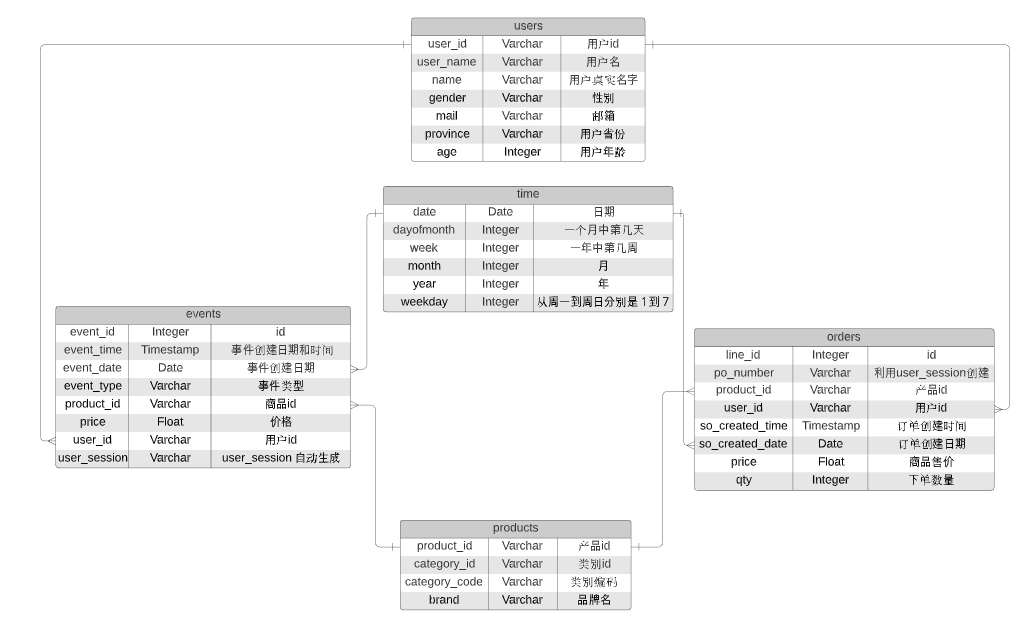 users
user_id Varchar 用户id
user_name Varchar 用户名
name Varchar 用户真实名字
gender Varchar 性别
mail Varchar 邮箱
province Varchar 用户省份
age Integer 用户年龄
time
date Date 日期
dayofmonth Integer 一个月中第几天
week Integer 一年中第几周
month Integer 月
year Integer 年
weekday Integer 从周一到周日分别是 1 到 7
events
event_id Integer id
event_time Timestamp 事件创建日期和时间
event_date Date 事件创建日期
event_type Varchar 事件类型
product_id Varchar 商品id
price Float 价格
user_id Varchar 用户id
user_session Varchar user_session 自动生成
orders
line_id Integer id
po_number Varchar 利用user_session创建
product_id Varchar 产品id
user_id Varchar 用户id
so_created_time Timestamp 订单创建时间
so_created_date Date 订单创建日期
price Float 商品售价
qty Integer 下单数量
products
product_id Varchar 产品id
category_id Varchar 类别id
category_code Varchar 类别编码
brand Varchar 品牌名